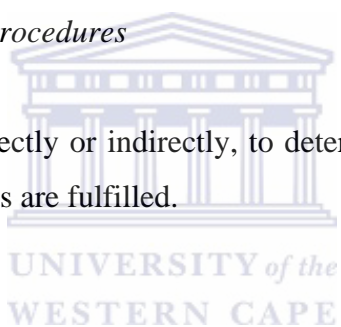 rocedures
ectly or indirectly, to deter
s are fulfilled.
UNIVERSITY of the
WESTERN CAPE